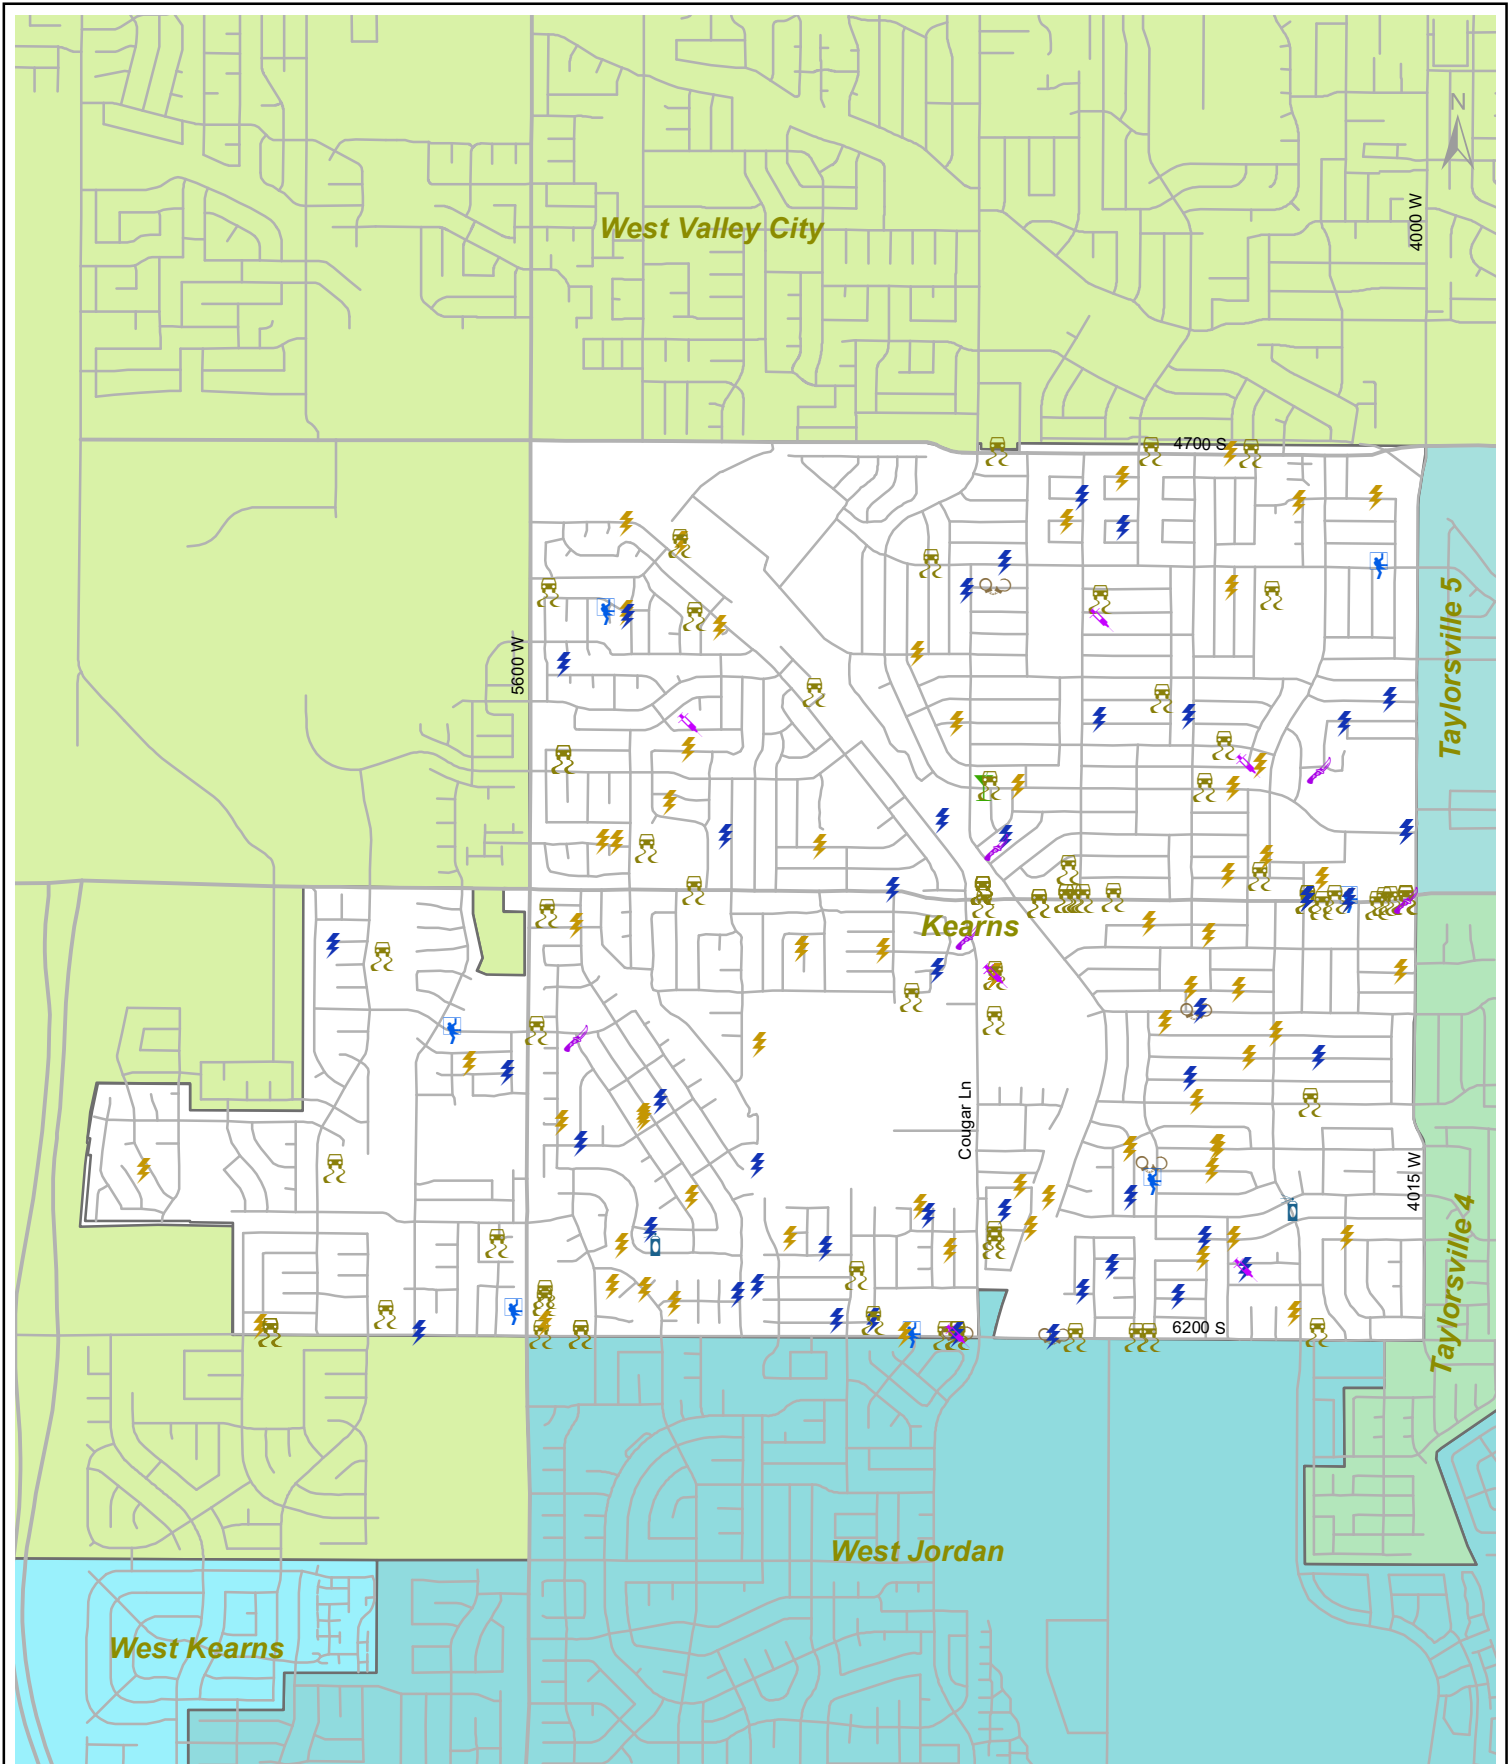 N
4000 W
West Valley City
4700 S
Taylorsville 5
5600 W
Kearns
Cougar Ln
4015 W
Taylorsville 4
6200 S
West Jordan
West Kearns